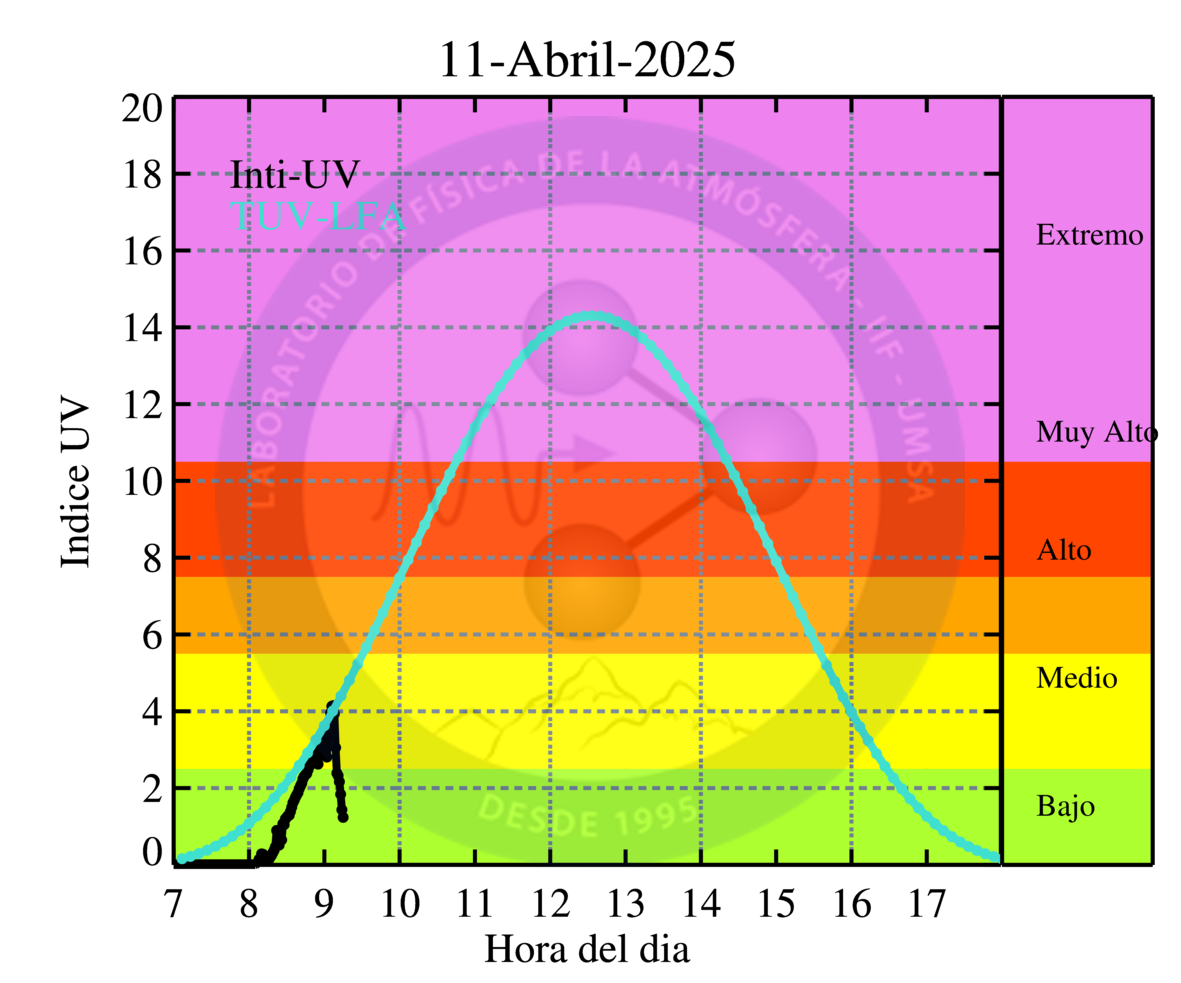 11-Abril-2025
Inti-UV
TUV-LFA
LABORATORIO DE FÍSICA DE LA ATMÓSFERA - IIF - UMSA
DESDE 1995
Indice UV
20
18
16
14
12
10
8
6
4
2
0
Extremo
Muy Alto
Alto
Medio
Bajo
7 8 9 10 11 12 13 14 15 16 17
Hora del dia